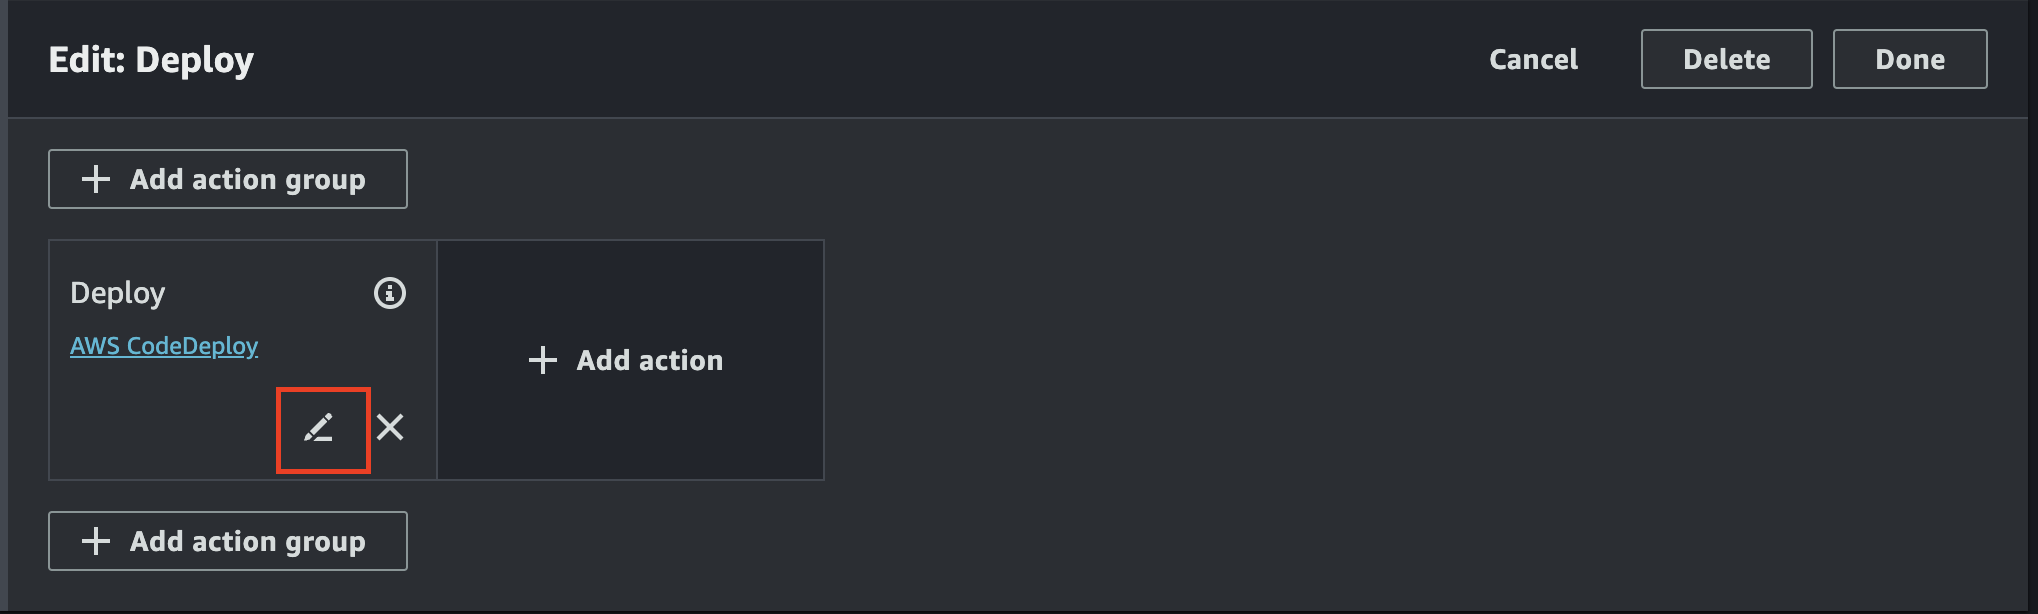 Edit: Deploy
Cancel
Delete
Done
Add action group
Deploy
AWS CodeDeploy
Add action
Add action group